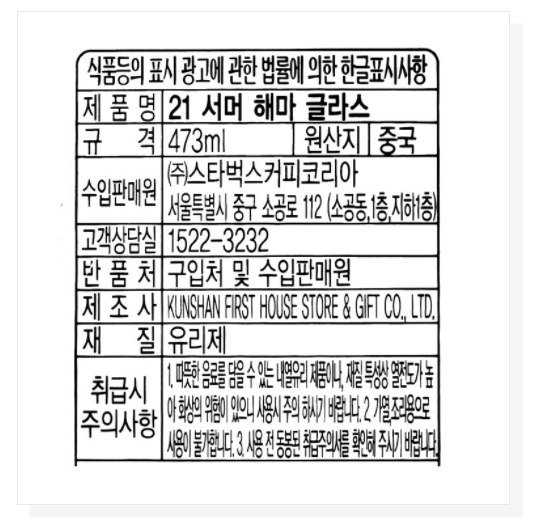 식품등의 표시 광고에 관한 법률에 의한 한글표시사항
제 품 명 21 서머 해마 글라스
규 격 473ml 원산지 중국
수입판매원 ㈜스타벅스커피코리아
서울특별시 중구 소공로 112 (소공동,1층,지하1층)
고객상담실 1522-3232
반 품 처 구입처 및 수입판매원
제 조 사 KUNSHAN FIRST HOUSE STORE & GIFT CO., LTD.
재 질 유리제
취급시
주의사항
1. 따뜻한 음료를 담을 수 있는 내열유리 제품이나, 재질 특성상 열전도가 높
아 화상의 위험이 있으니 사용시 주의 하시기 바랍니다. 2. 가열,조리용으로
사용이 불가합니다. 3. 사용 전 동봉된 취급주의서를 확인해 주시기 바랍니다.